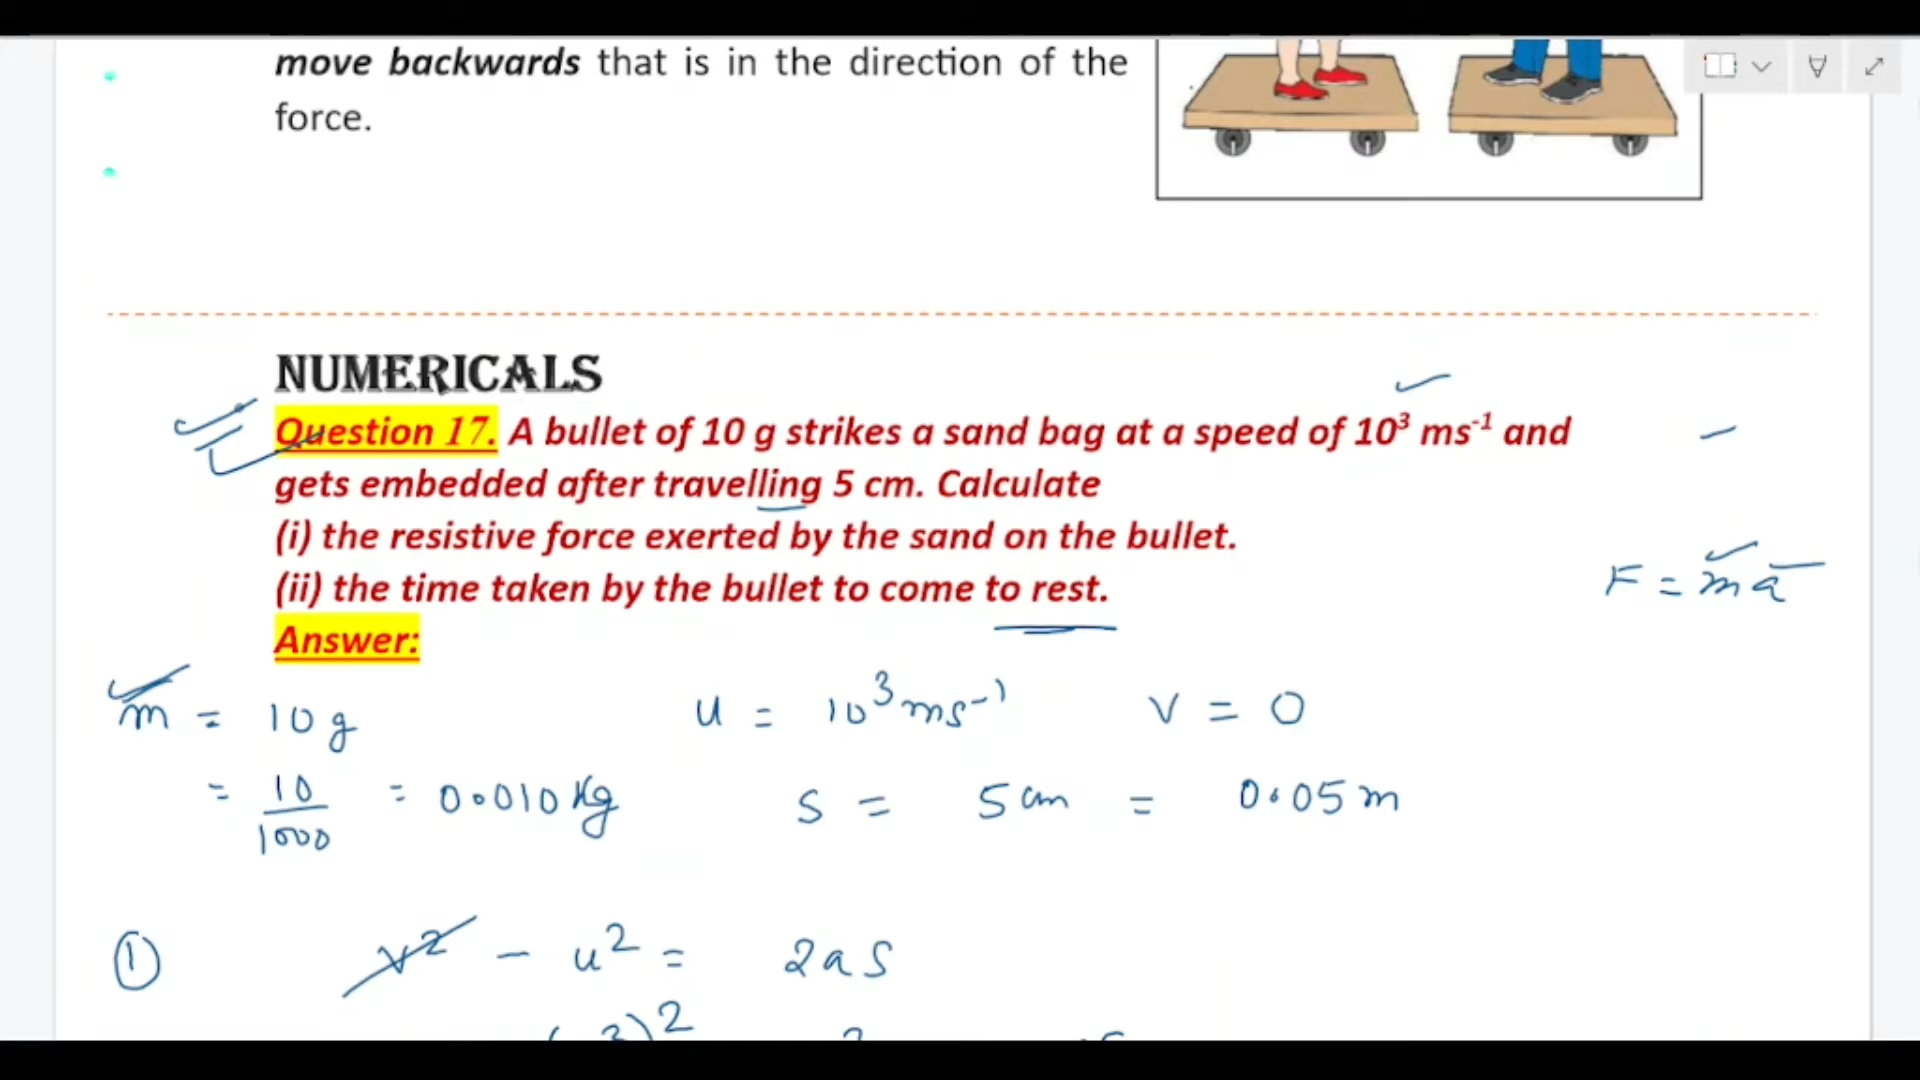 move backwards that is in the direction of the
force.
NUMERICALS
Question 17. A bullet of 10 g strikes a sand bag at a speed of 10³ ms⁻¹ and
gets embedded after travelling 5 cm. Calculate
(i) the resistive force exerted by the sand on the bullet.
(ii) the time taken by the bullet to come to rest.
F = ma
Answer:
m = 10 g u = 10³ ms⁻¹ v = 0
= 10/1000 = 0.010 Kg s = 5 cm = 0.05 m
① v² - u² = 2as